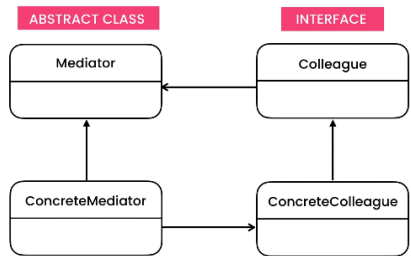 ABSTRACT CLASS
INTERFACE
Mediator
Colleague
ConcreteMediator
ConcreteColleague